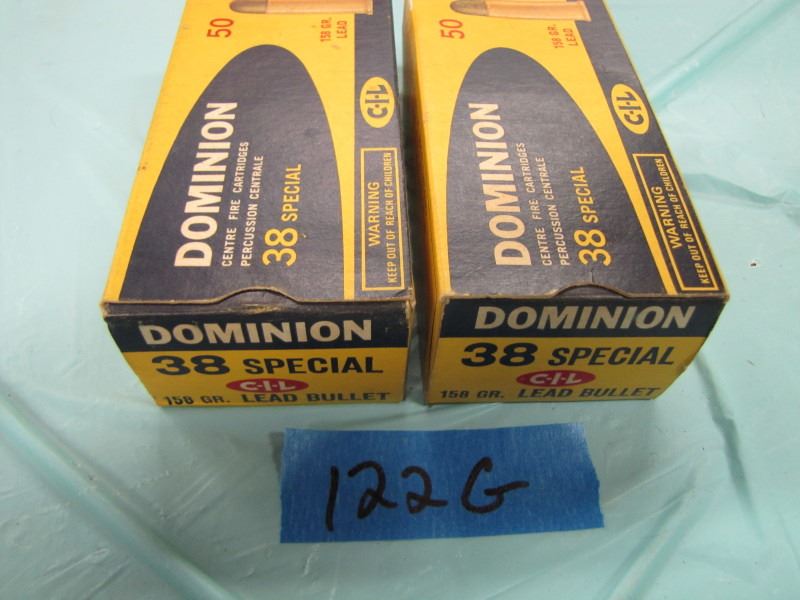 50
158 GR.
LEAD
C-I-L
DOMINION
CENTRE FIRE CARTRIDGES
PERCUSSION CENTRALE
38 SPECIAL
WARNING
KEEP OUT OF REACH OF CHILDREN
DOMINION
38 SPECIAL
C-I-L
158 GR. LEAD BULLET
50
158 GR.
LEAD
C-I-L
DOMINION
CENTRE FIRE CARTRIDGES
PERCUSSION CENTRALE
38 SPECIAL
WARNING
KEEP OUT OF REACH OF CHILDREN
DOMINION
38 SPECIAL
C-I-L
158 GR. LEAD BULLET
122G